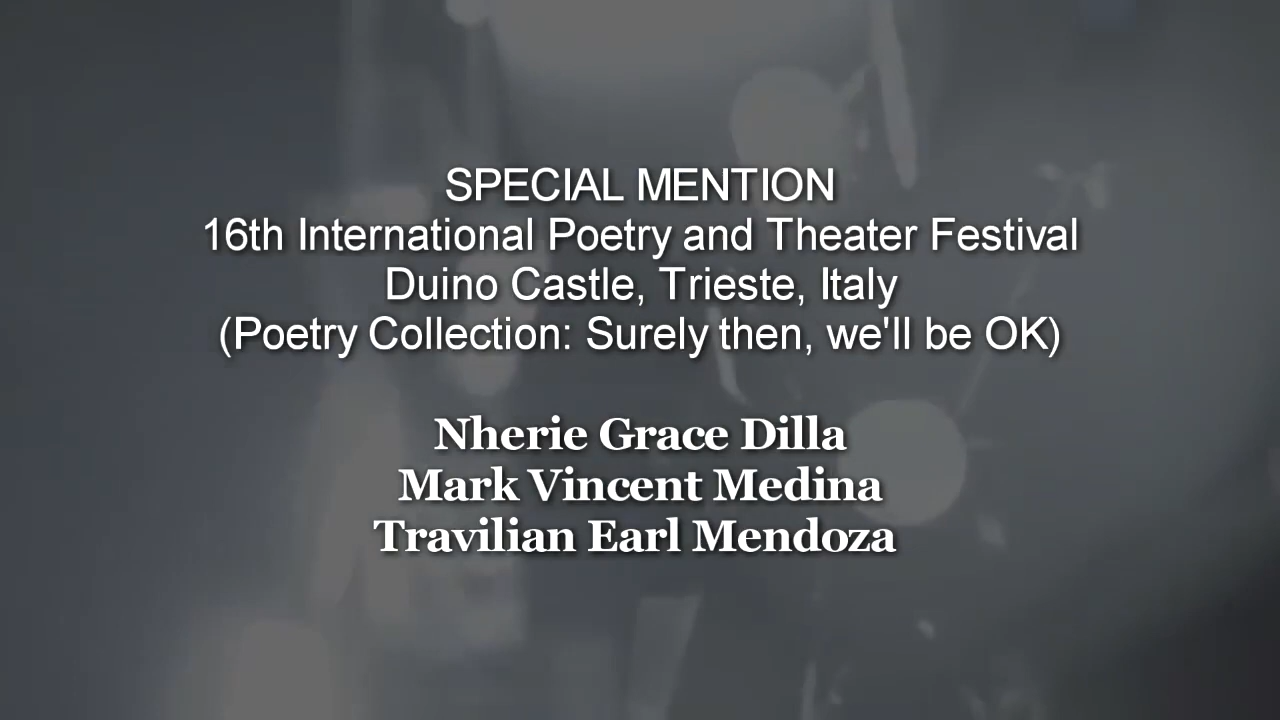 SPECIAL MENTION
16th International Poetry and Theater Festival
Duino Castle, Trieste, Italy
(Poetry Collection: Surely then, we'll be OK)
Nherie Grace Dilla
Mark Vincent Medina
Travilian Earl Mendoza